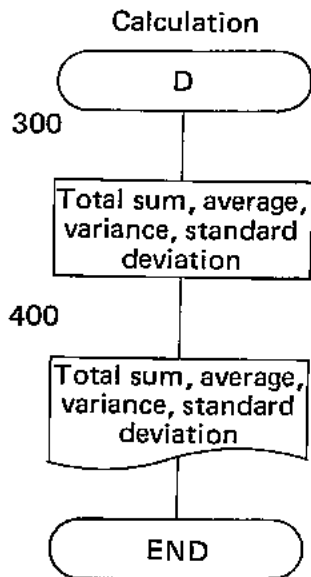 Calculation
D
300
Total sum, average,
variance, standard
deviation
400
Total sum, average,
variance, standard
deviation
END